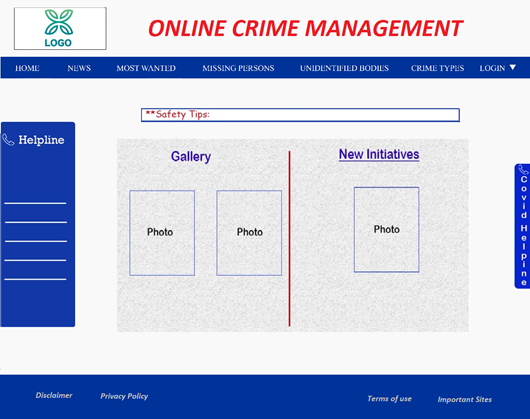 LOGO
ONLINE CRIME MANAGEMENT
HOME NEWS MOST WANTED MISSING PERSONS UNIDENTIFIED BODIES CRIME TYPES LOGIN ▼
**Safety Tips:
Helpline
Gallery
New Initiatives
Photo
Photo
Photo
Covid Helpine
Disclaimer
Privacy Policy
Terms of use
Important Sites